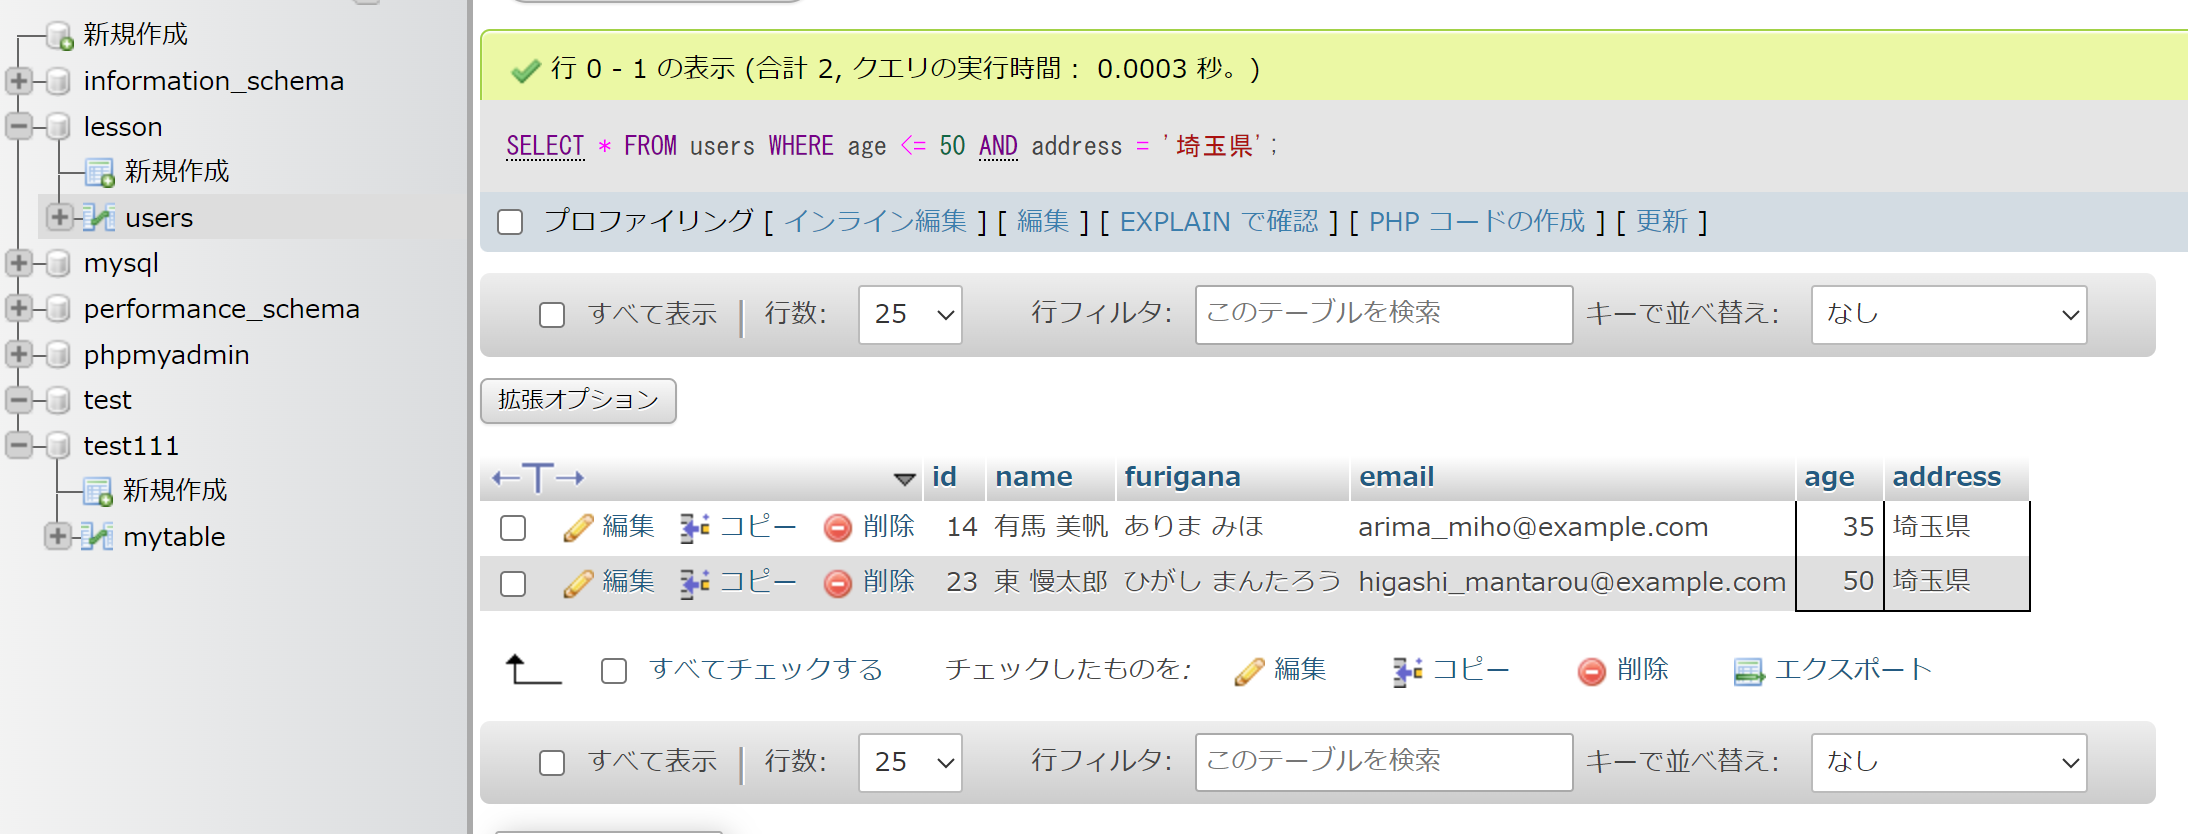 新規作成
information_schema
lesson
新規作成
users
mysql
performance_schema
phpmyadmin
test
test111
新規作成
mytable
行 0 - 1 の表示 (合計 2, クエリの実行時間： 0.0003 秒。)
SELECT * FROM users WHERE age <= 50 AND address = '埼玉県';
プロファイリング [ インライン編集 ] [ 編集 ] [ EXPLAIN で確認 ] [ PHP コードの作成 ] [ 更新 ]
すべて表示 行数: 25 行フィルタ: このテーブルを検索 キーで並べ替え: なし
拡張オプション
←T→ id name furigana email age address
編集 コピー 削除 14 有馬 美帆 ありま みほ arima_miho@example.com 35 埼玉県
編集 コピー 削除 23 東 慢太郎 ひがし まんたろう higashi_mantarou@example.com 50 埼玉県
すべてチェックする チェックしたものを: 編集 コピー 削除 エクスポート
すべて表示 行数: 25 行フィルタ: このテーブルを検索 キーで並べ替え: なし